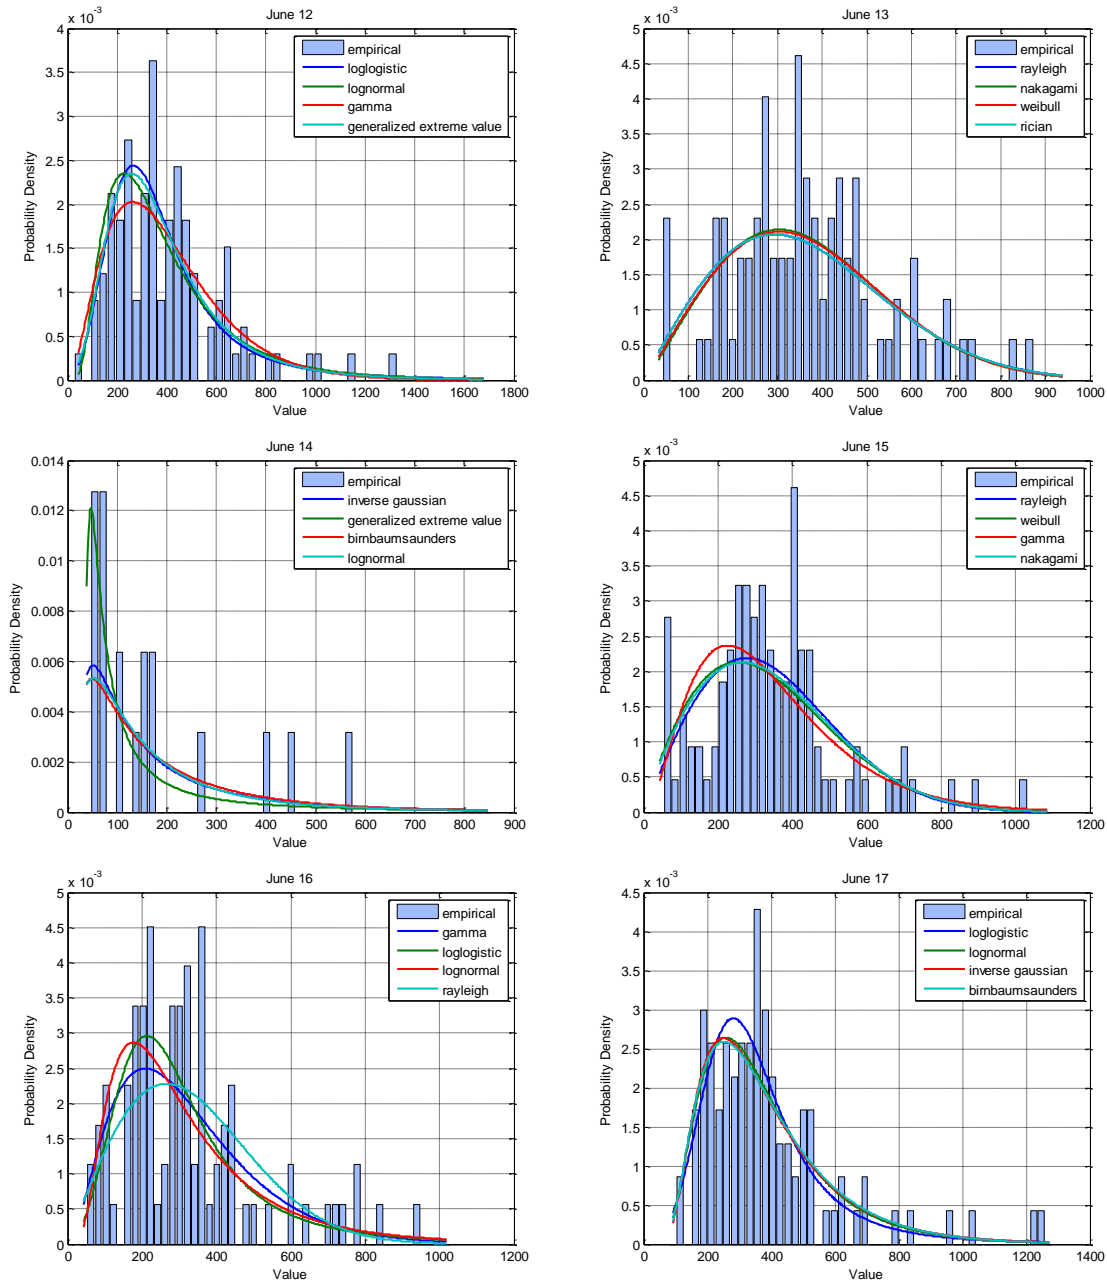 June 12
x 10^-3
4
3.5
3
2.5
2
1.5
1
0.5
0
Probability Density
empirical
loglogistic
lognormal
gamma
generalized extreme value
0 200 400 600 800 1000 1200 1400 1600 1800
Value
June 13
x 10^-3
5
4.5
4
3.5
3
2.5
2
1.5
1
0.5
0
Probability Density
empirical
rayleigh
nakagami
weibull
rician
0 100 200 300 400 500 600 700 800 900 1000
Value
June 14
0.014
0.012
0.01
0.008
0.006
0.004
0.002
0
Probability Density
empirical
inverse gaussian
generalized extreme value
birnbaumsaunders
lognormal
0 100 200 300 400 500 600 700 800 900
Value
June 15
x 10^-3
5
4.5
4
3.5
3
2.5
2
1.5
1
0.5
0
Probability Density
empirical
rayleigh
weibull
gamma
nakagami
0 200 400 600 800 1000 1200
Value
June 16
x 10^-3
5
4.5
4
3.5
3
2.5
2
1.5
1
0.5
0
Probability Density
empirical
gamma
loglogistic
lognormal
rayleigh
0 200 400 600 800 1000 1200
Value
June 17
x 10^-3
4.5
4
3.5
3
2.5
2
1.5
1
0.5
0
Probability Density
empirical
loglogistic
lognormal
inverse gaussian
birnbaumsaunders
0 200 400 600 800 1000 1200 1400
Value